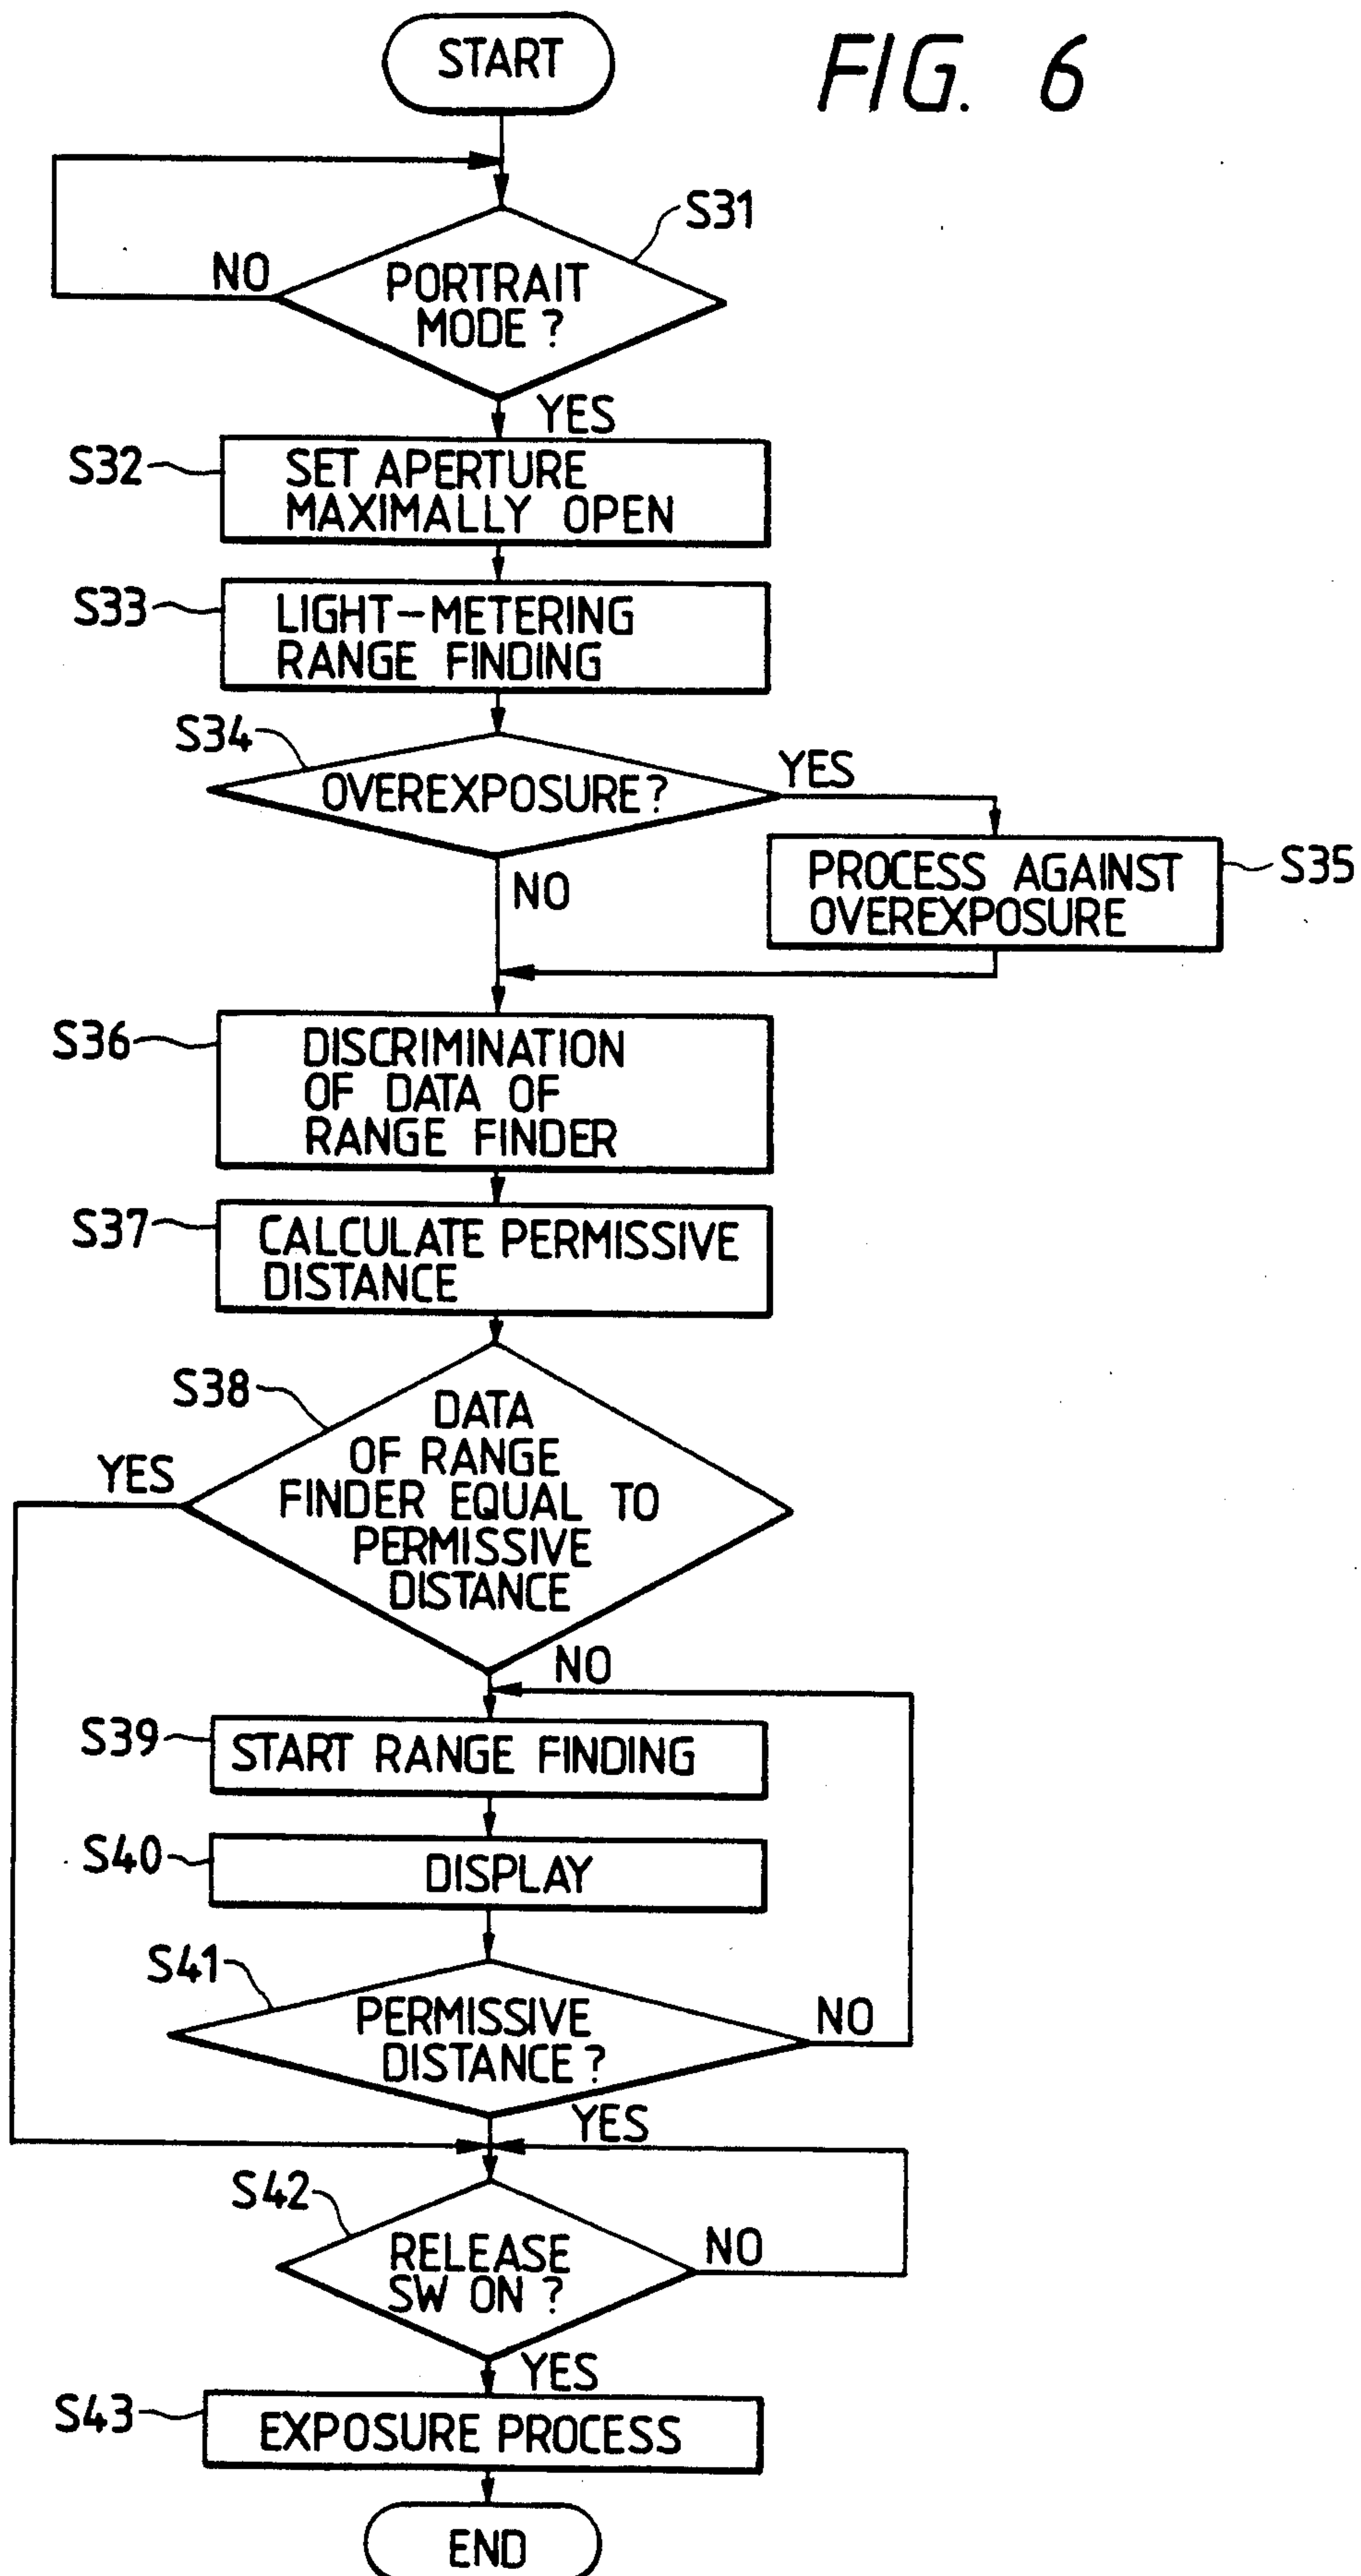 START
FIG. 6
S31
NO
PORTRAIT
MODE ?
YES
S32
SET APERTURE
MAXIMALLY OPEN
S33
LIGHT-METERING
RANGE FINDING
S34
OVEREXPOSURE?
YES
PROCESS AGAINST
OVEREXPOSURE
S35
NO
S36
DISCRIMINATION
OF DATA OF
RANGE FINDER
S37
CALCULATE PERMISSIVE
DISTANCE
S38
YES
DATA
OF RANGE
FINDER EQUAL TO
PERMISSIVE
DISTANCE
NO
S39
START RANGE FINDING
S40
DISPLAY
S41
PERMISSIVE
DISTANCE ?
NO
YES
S42
RELEASE
SW ON ?
NO
YES
S43
EXPOSURE PROCESS
END